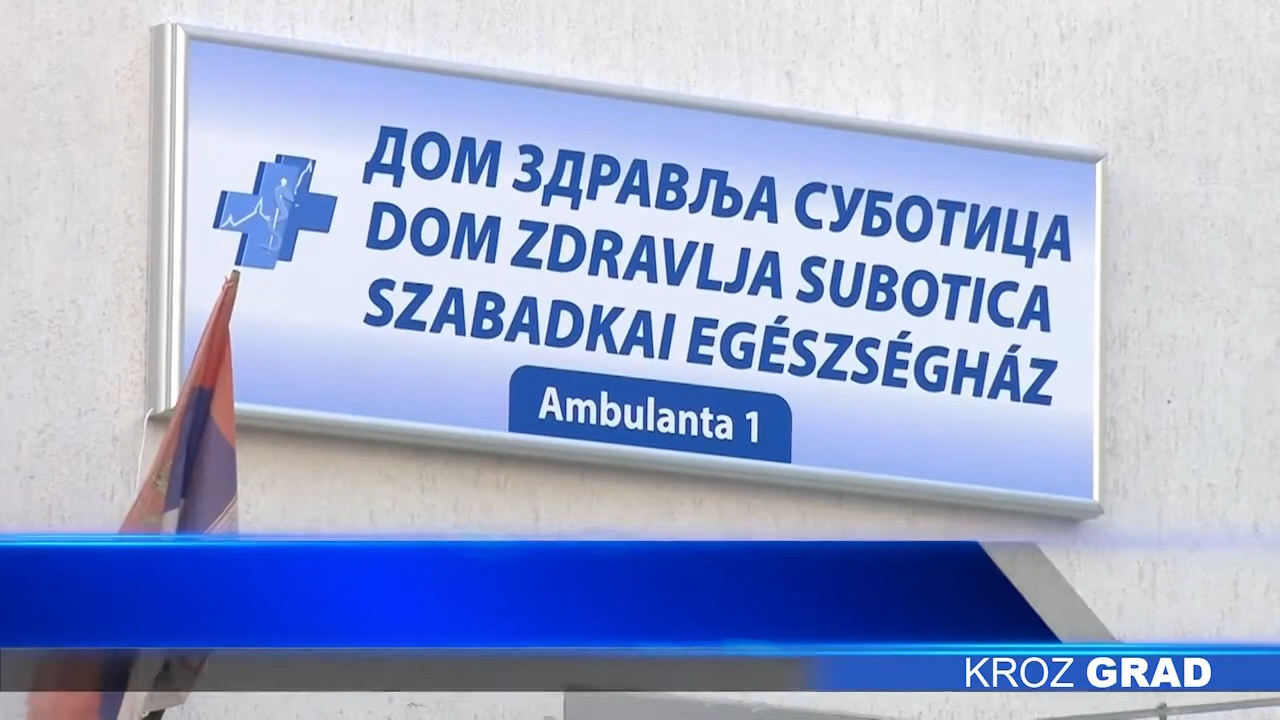 ДОМ ЗДРАВЉА СУБОТИЦА
DOM ZDRAVLJA SUBOTICA
SZABADKAI EGÉSZSÉGHÁZ
Ambulanta 1
KROZ GRAD